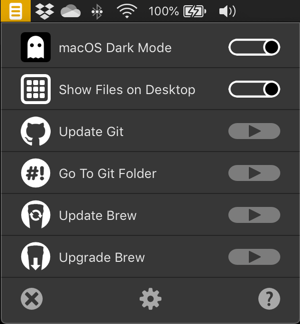 100%
macOS Dark Mode
Show Files on Desktop
Update Git
#! Go To Git Folder
Update Brew
Upgrade Brew
?